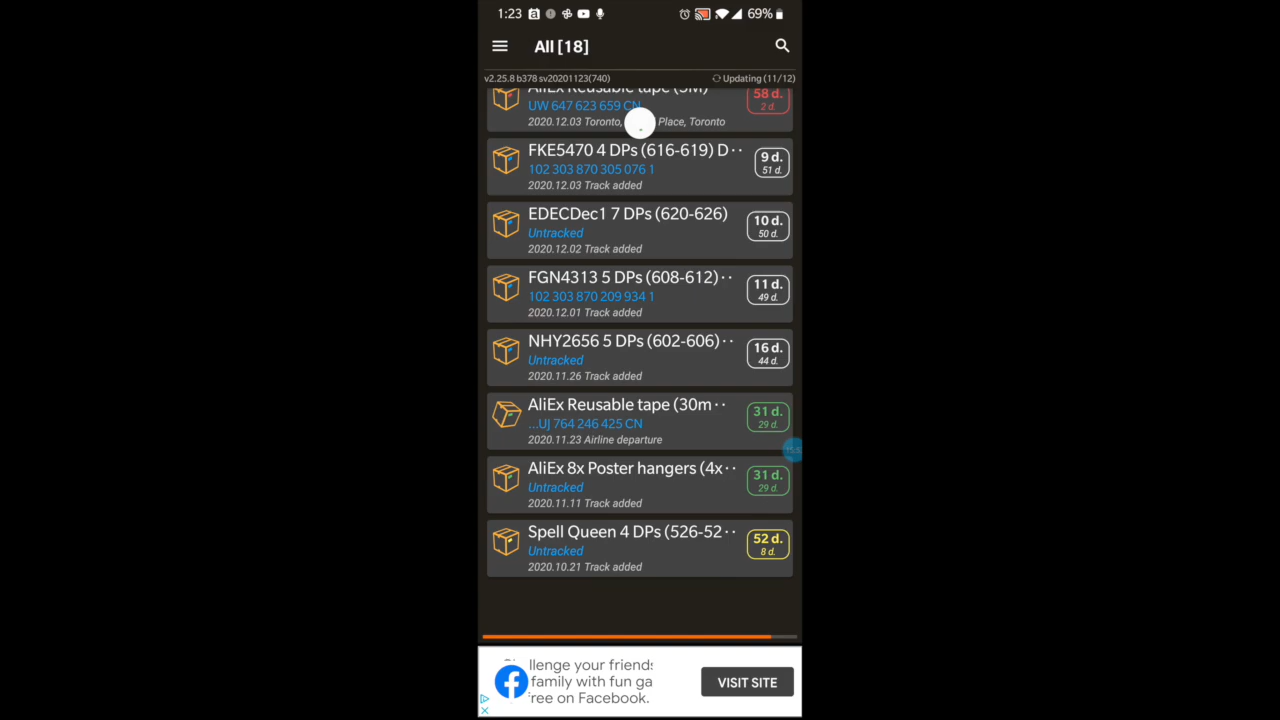 1:23
69%
All [18]
v2.25.8 b378 sv20201123(740)
Updating (11/12)
AliEx Reusable tape (5M)
58 d.
UW 647 623 659 CN
2 d.
2020.12.03 Toronto, Place, Toronto
FKE5470 4 DPs (616-619) D··
9 d.
102 303 870 305 076 1
51 d.
2020.12.03 Track added
EDECDec1 7 DPs (620-626)
10 d.
Untracked
50 d.
2020.12.02 Track added
FGN4313 5 DPs (608-612)··
11 d.
102 303 870 209 934 1
49 d.
2020.12.01 Track added
NHY2656 5 DPs (602-606)··
16 d.
Untracked
44 d.
2020.11.26 Track added
AliEx Reusable tape (30m··
31 d.
...UJ 764 246 425 CN
29 d.
2020.11.23 Airline departure
AliEx 8x Poster hangers (4x··
31 d.
Untracked
29 d.
2020.11.11 Track added
Spell Queen 4 DPs (526-52··
52 d.
Untracked
8 d.
2020.10.21 Track added
llenge your friends
family with fun ga
free on Facebook.
VISIT SITE